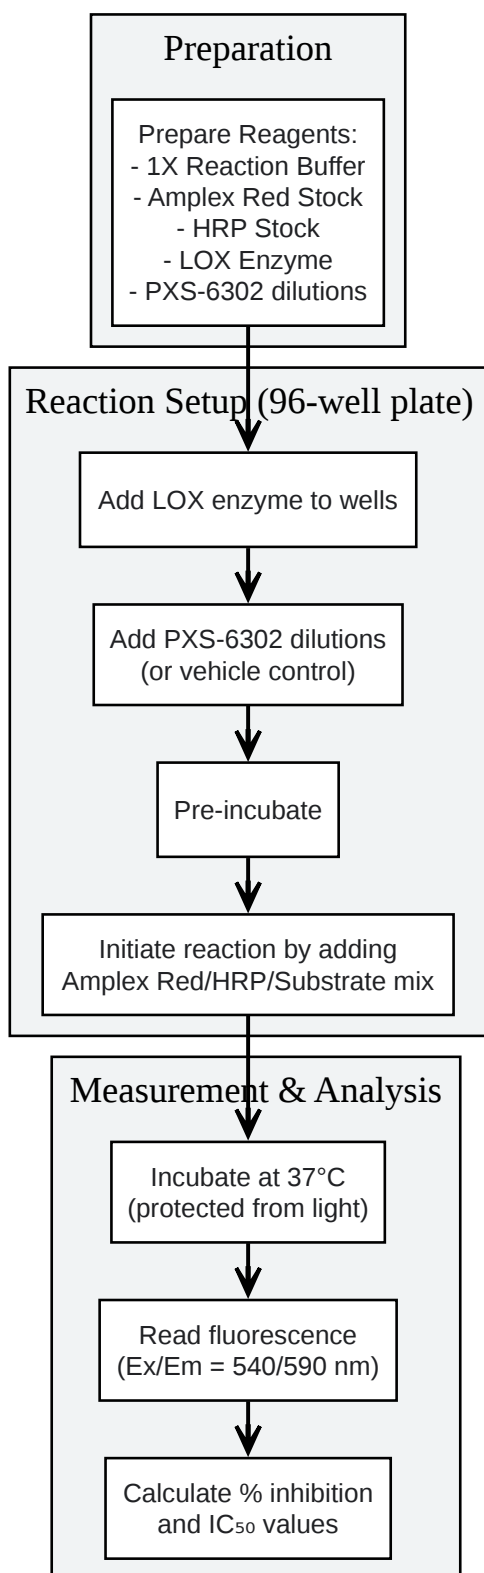 Preparation
Prepare Reagents:
- 1X Reaction Buffer
- Amplex Red Stock
- HRP Stock
- LOX Enzyme
- PXS-6302 dilutions
Reaction Setup (96-well plate)
Add LOX enzyme to wells
Add PXS-6302 dilutions
(or vehicle control)
Pre-incubate
Initiate reaction by adding
Amplex Red/HRP/Substrate mix
Measurement & Analysis
Incubate at 37°C
(protected from light)
Read fluorescence
(Ex/Em = 540/590 nm)
Calculate % inhibition
and IC₅₀ values